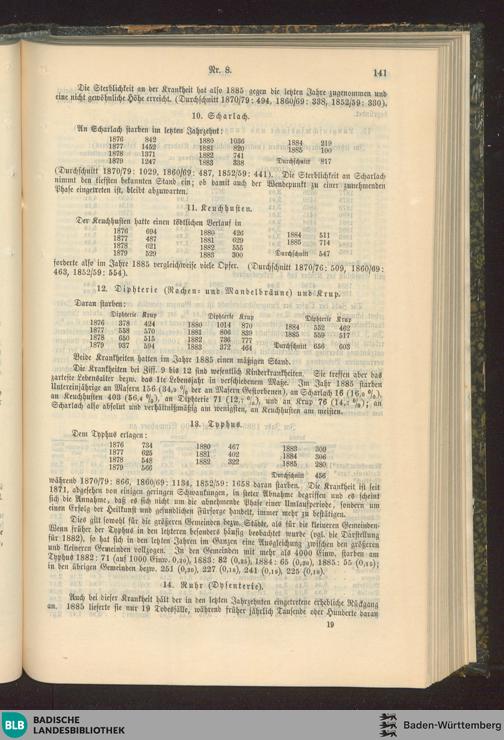 Nr. 8. 141
Die Sterblichkeit an der Krankheit hat also 1885 gegen die letzten Jahre zugenommen und
eine nicht gewöhnliche Höhe erreicht. (Durchschnitt 1870/79: 494, 1860/69: 338, 1852/59: 330).
10. Scharlach.
An Scharlach starben im letzten Jahrzehnt:
1876 842 1880 1036 1884 219
1877 1452 1881 820 1885 100
1878 1371 1882 741
1879 1247 1883 338 Durchschnitt 817
(Durchschnitt 1870/79: 1029, 1860/69: 487, 1852/59: 441). Die Sterblichkeit an Scharlach
nimmt den tiefsten bekannten Stand ein; ob damit auch der Wendepunkt zu einer zunehmenden
Phase eingetreten ist, bleibt abzuwarten.
11. Keuchhusten.
Der Keuchhusten hatte einen tödtlichen Verlauf in
1876 694 1880 426 1884 511
1877 487 1881 629 1885 714
1878 621 1882 555
1879 529 1883 300 Durchschnitt 547
forderte also im Jahre 1885 vergleichweise viele Opfer. (Durchschnitt 1870/76: 509, 1860/69:
463, 1852/59: 554).
12. Diphterie (Rachen- und Mandelbräune) und Krup.
Daran starben:
Diphterie Krup Diphterie Krup Diphterie Krup
1876 378 424 1880 1014 870 1884 552 462
1877 538 570 1881 806 839 1885 559 517
1878 650 515 1882 736 777
1879 937 594 1883 372 464 Durchschnitt 656 603
Beide Krankheiten hatten im Jahre 1885 einen mäßigen Stand.
Die Krankheiten der Ziff. 9 bis 12 sind wesentlich Kinderkrankheiten. Sie treffen aber das
zarteste Lebensalter bezw. das 1te Lebensjahr in verschiedenem Maße. Im Jahr 1885 starben
Untereinjährige an Masern 156 (34,9 % der an Masern Gestorbenen), an Scharlach 16 (16,0 %),
an Keuchhusten 403 (56,4 %), an Diphterie 71 (12,7 %), und an Krup 76 (14,7 %); an
Scharlach also absolut und verhältnißmäßig am wenigsten, an Keuchhusten am meisten.
13. Typhus.
Dem Typhus erlagen:
1876 734 1880 467 1883 309
1877 625 1881 402 1884 306
1878 548 1882 322 1885 280
1879 566 Durchschnitt 456
während 1870/79: 866, 1860/69: 1134, 1852/59: 1658 daran starben. Die Krankheit ist seit
1871, abgesehen von einigen geringen Schwankungen, in steter Abnahme begriffen und es scheint
sich die Annahme, daß es sich nicht um die abnehmende Phase einer Umlaufsperiode, sondern um
einen Erfolg der Heilkunst und gesundlichen Fürsorge handelt, immer mehr zu bestätigen.
Dies gilt sowohl für die größeren Gemeinden bezw. Städte, als für die kleineren Gemeinden.
Wenn früher der Typhus in den letzteren besonders häufig beobachtet wurde (vgl. die Darstellung
für 1882), so hat sich in den letzten Jahren im Ganzen eine Ausgleichung zwischen den größeren
und kleineren Gemeinden vollzogen. In den Gemeinden mit mehr als 4000 Einw. starben am
Typhus 1882: 71 (auf 1000 Einw. 0,20), 1883: 82 (0,25), 1884: 65 (0,20), 1885: 55 (0,15);
in den übrigen Gemeinden bezw. 251 (0,20), 227 (0,18), 241 (0,19), 225 (0,18).
14. Ruhr (Dysenterie).
Auch bei dieser Krankheit hält der in den letzten Jahrzehnten eingetretene erhebliche Rückgang
an. 1885 lieferte sie nur 19 Todesfälle, während früher jährlich Tausende oder Hunderte daran
19
BLB BADISCHE
LANDESBIBLIOTHEK
Baden-Württemberg